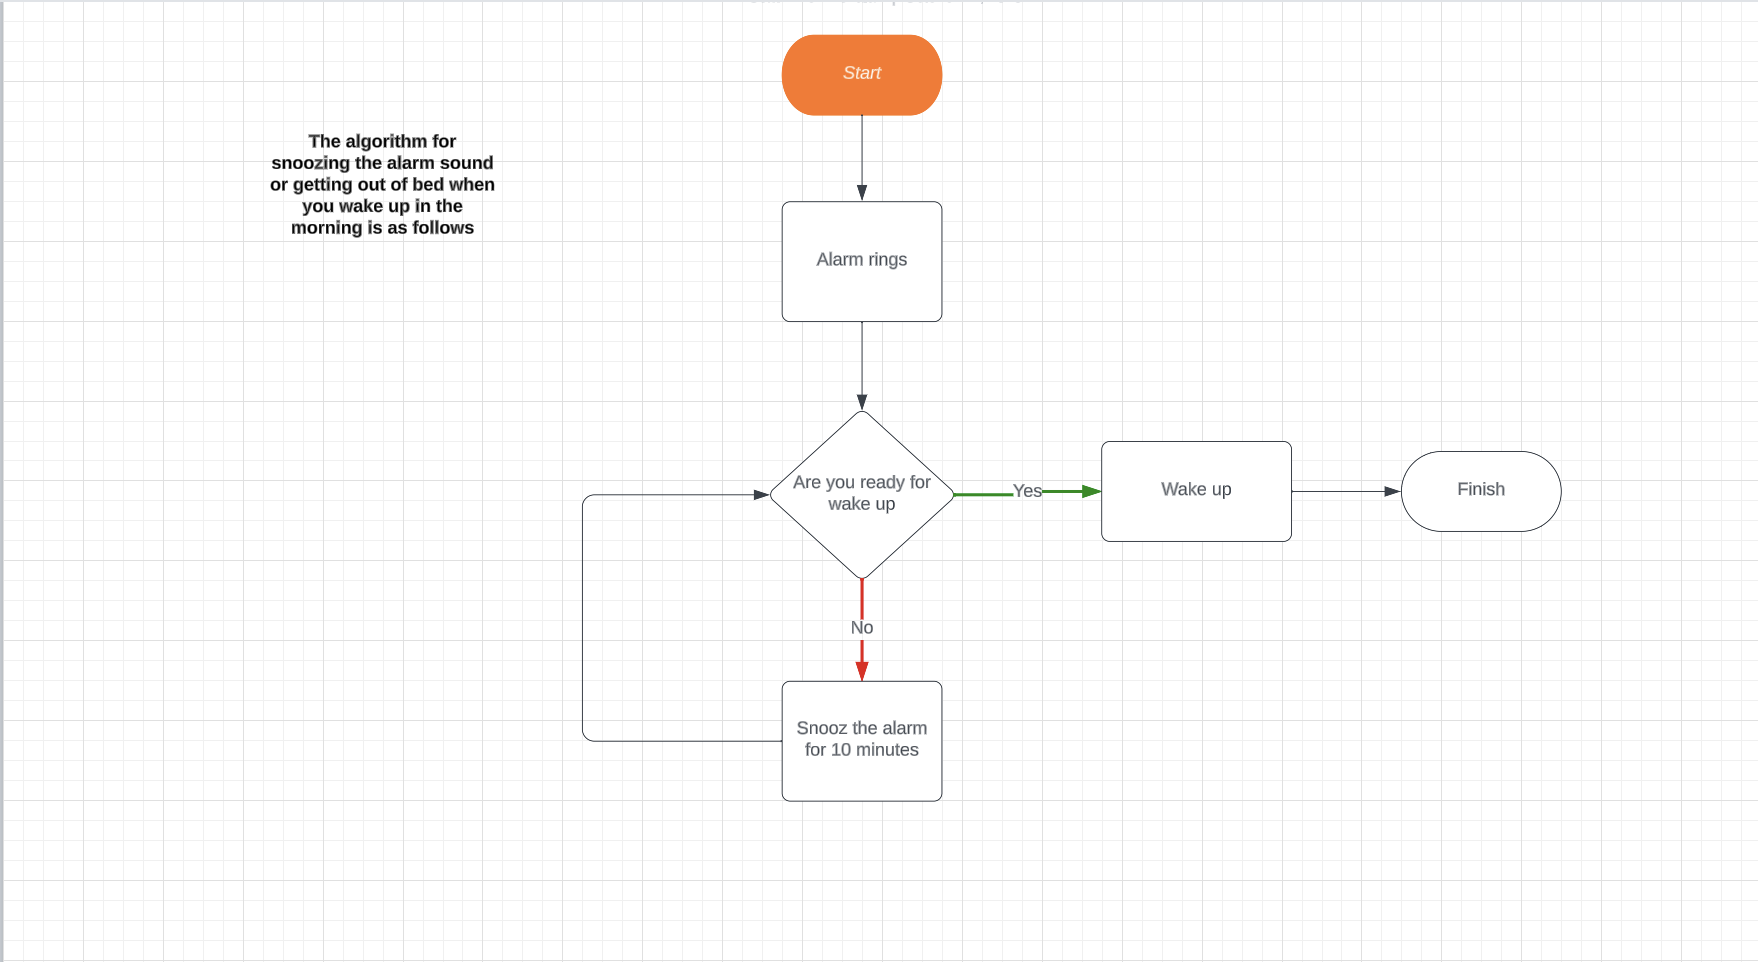 Start
The algorithm for
snoozing the alarm sound
or getting out of bed when
you wake up in the
morning is as follows
Alarm rings
Are you ready for
wake up
Yes
Wake up
Finish
No
Snooz the alarm
for 10 minutes